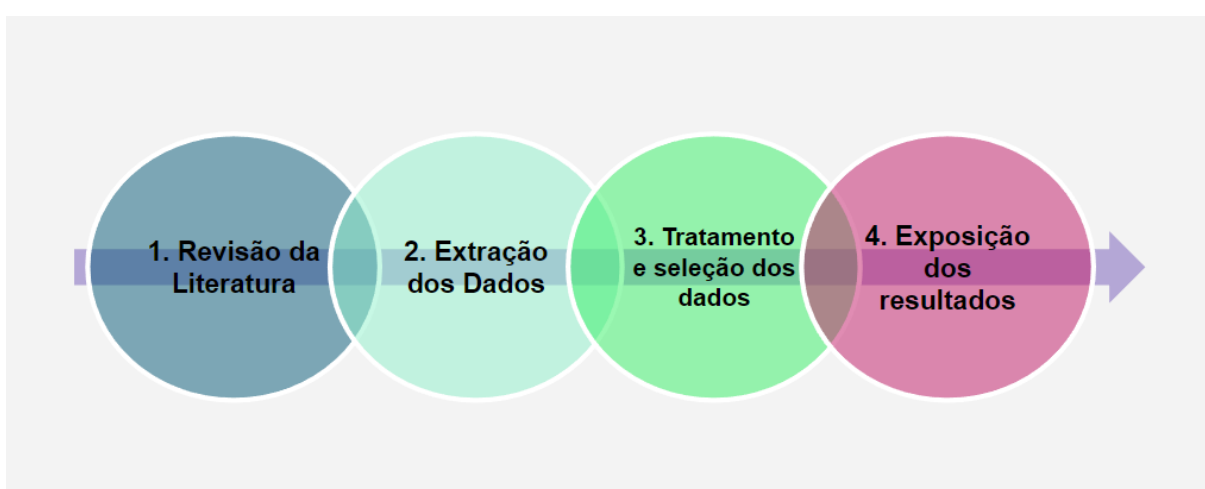 1. Revisão da
Literatura
2. Extração
dos Dados
3. Tratamento
e seleção dos
dados
4. Exposição
dos
resultados